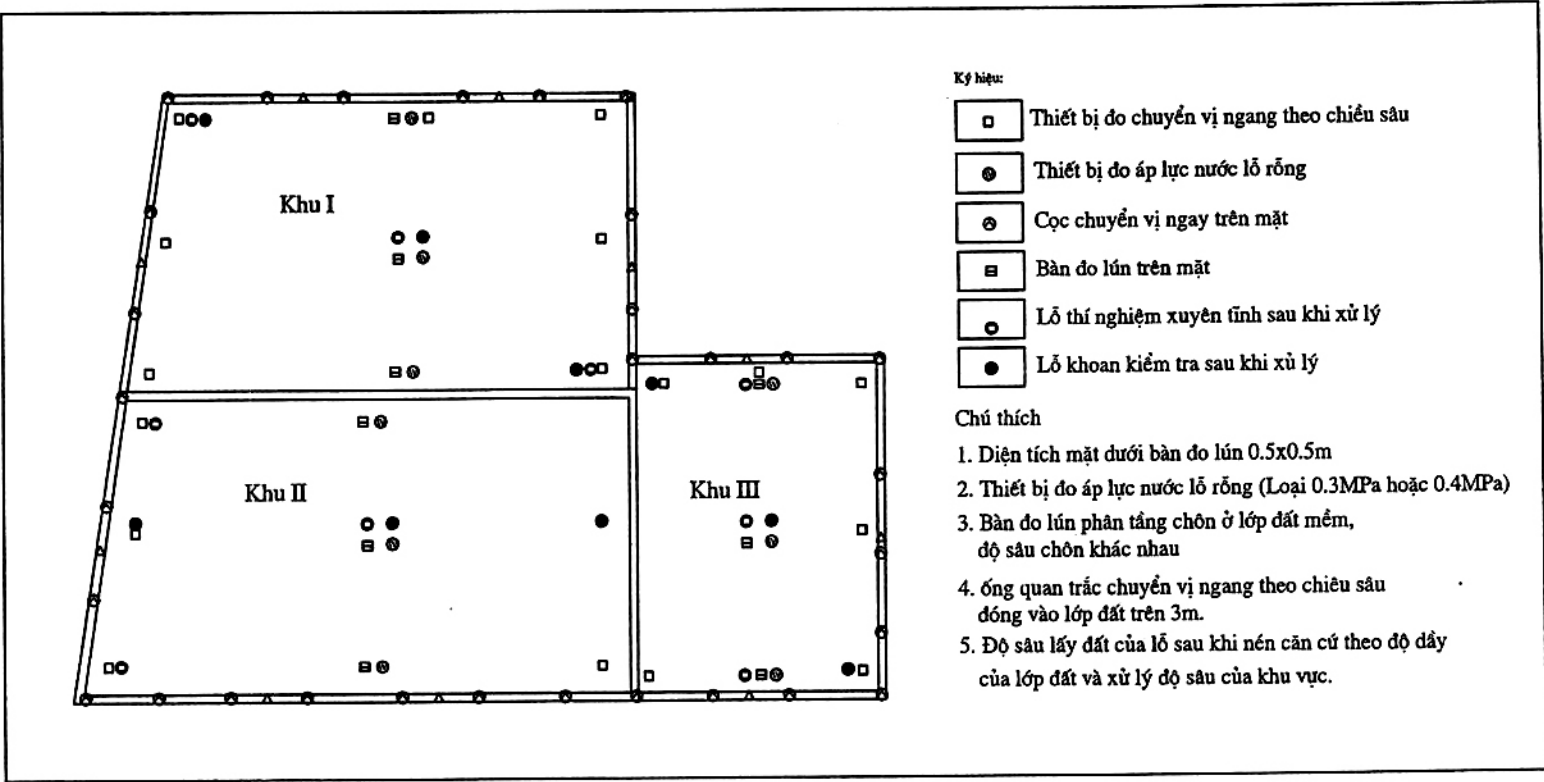 Ký hiệu:
Thiết bị đo chuyển vị ngang theo chiều sâu
Thiết bị đo áp lực nước lỗ rỗng
Cọc chuyển vị ngay trên mặt
Bàn đo lún trên mặt
Lỗ thí nghiệm xuyên tĩnh sau khi xử lý
Lỗ khoan kiểm tra sau khi xủ lý
Khu I
Khu II
Khu III
Chú thích
1. Diện tích mặt dưới bàn đo lún 0.5x0.5m
2. Thiết bị đo áp lực nước lỗ rỗng (Loại 0.3MPa hoặc 0.4MPa)
3. Bàn đo lún phân tầng chôn ở lớp đất mềm,
độ sâu chôn khác nhau
4. ống quan trắc chuyển vị ngang theo chiêu sâu
đóng vào lớp đất trên 3m.
5. Độ sâu lấy đất của lỗ sau khi nén căn cứ theo độ dầy
của lớp đất và xử lý độ sâu của khu vực.